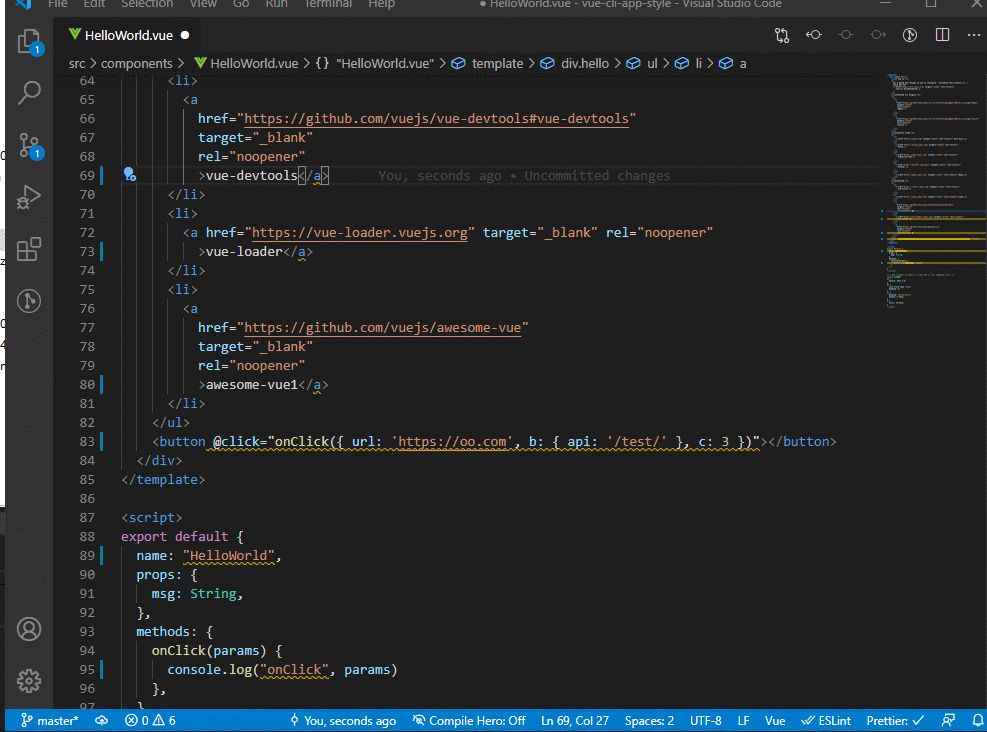 File Edit Selection View Go Run Terminal Help ● HelloWorld.vue - vue-cli-app-style - Visual Studio Code
HelloWorld.vue ●
src > components > HelloWorld.vue > {} "HelloWorld.vue" > template > div.hello > ul > li > a
64 <li>
65 <a
66 href="https://github.com/vuejs/vue-devtools#vue-devtools"
67 target="_blank"
68 rel="noopener"
69 >vue-devtools</a> You, seconds ago • Uncommitted changes
70 </li>
71 <li>
72 <a href="https://vue-loader.vuejs.org" target="_blank" rel="noopener"
73 >vue-loader</a>
74 </li>
75 <li>
76 <a
77 href="https://github.com/vuejs/awesome-vue"
78 target="_blank"
79 rel="noopener"
80 >awesome-vue1</a>
81 </li>
82 </ul>
83 <button @click="onClick({ url: 'https://oo.com', b: { api: '/test/' }, c: 3 })"></button>
84 </div>
85 </template>
86
87 <script>
88 export default {
89 name: "HelloWorld",
90 props: {
91 msg: String,
92 },
93 methods: {
94 onClick(params) {
95 console.log("onClick", params)
96 },
97 }
1
1
master* 0 6 You, seconds ago Compile Hero: Off Ln 69, Col 27 Spaces: 2 UTF-8 LF Vue ESLint Prettier: ✓